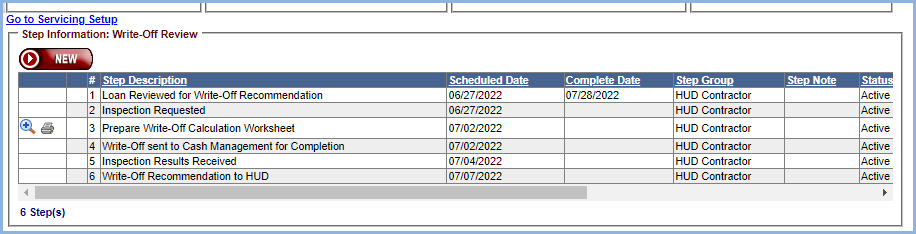 Go to Servicing Setup
Step Information: Write-Off Review
NEW
# Step Description Scheduled Date Complete Date Step Group Step Note Status
1 Loan Reviewed for Write-Off Recommendation 06/27/2022 07/28/2022 HUD Contractor Active
2 Inspection Requested 06/27/2022 HUD Contractor Active
3 Prepare Write-Off Calculation Worksheet 07/02/2022 HUD Contractor Active
4 Write-Off sent to Cash Management for Completion 07/02/2022 HUD Contractor Active
5 Inspection Results Received 07/04/2022 HUD Contractor Active
6 Write-Off Recommendation to HUD 07/07/2022 HUD Contractor Active
6 Step(s)